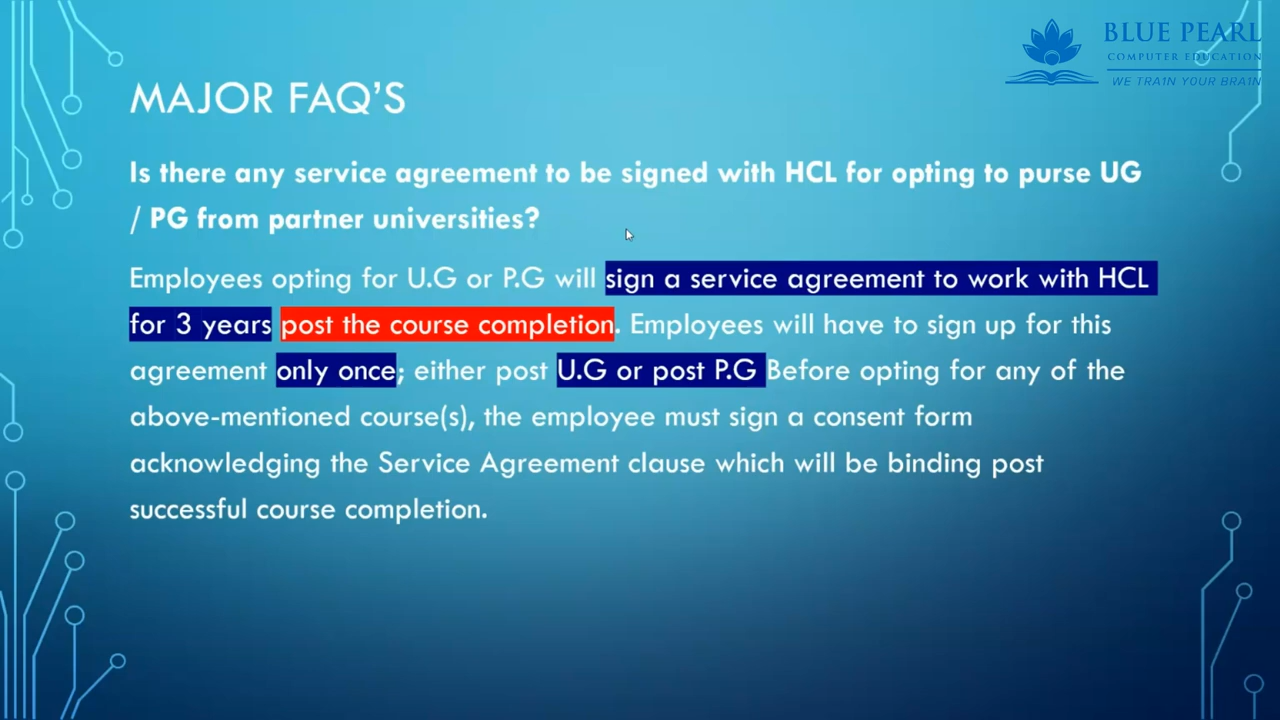 BLUE PEARL
COMPUTER EDUCATION
WE TRA1N YOUR BRA1N
MAJOR FAQ’S
Is there any service agreement to be signed with HCL for opting to purse UG
/ PG from partner universities?
Employees opting for U.G or P.G will sign a service agreement to work with HCL
for 3 years post the course completion. Employees will have to sign up for this
agreement only once; either post U.G or post P.G Before opting for any of the
above-mentioned course(s), the employee must sign a consent form
acknowledging the Service Agreement clause which will be binding post
successful course completion.